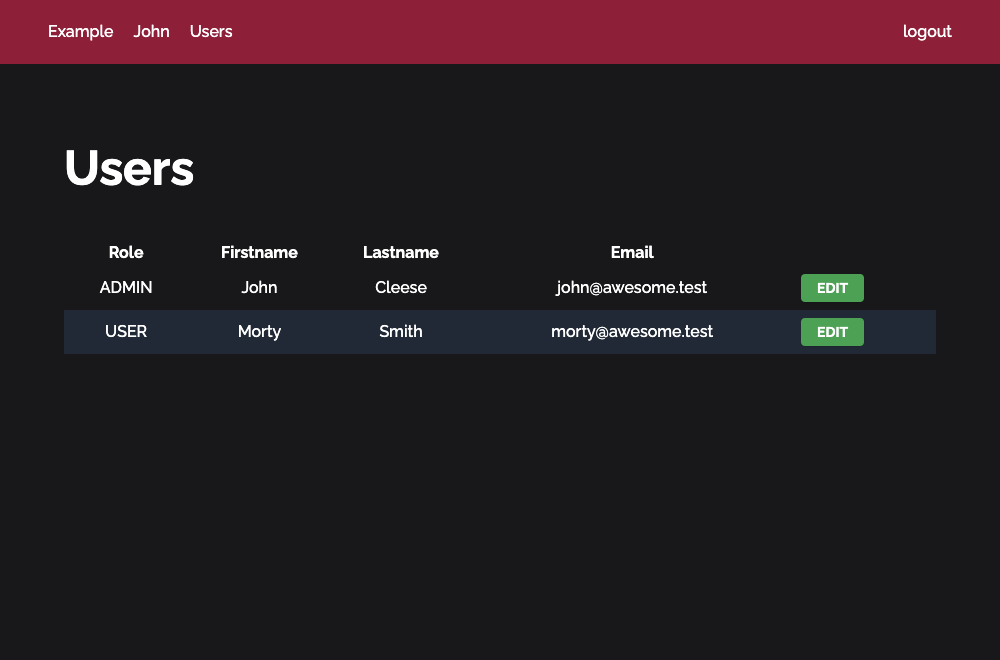 Example John Users logout
Users
Role Firstname Lastname Email
ADMIN John Cleese john@awesome.test EDIT
USER Morty Smith morty@awesome.test EDIT